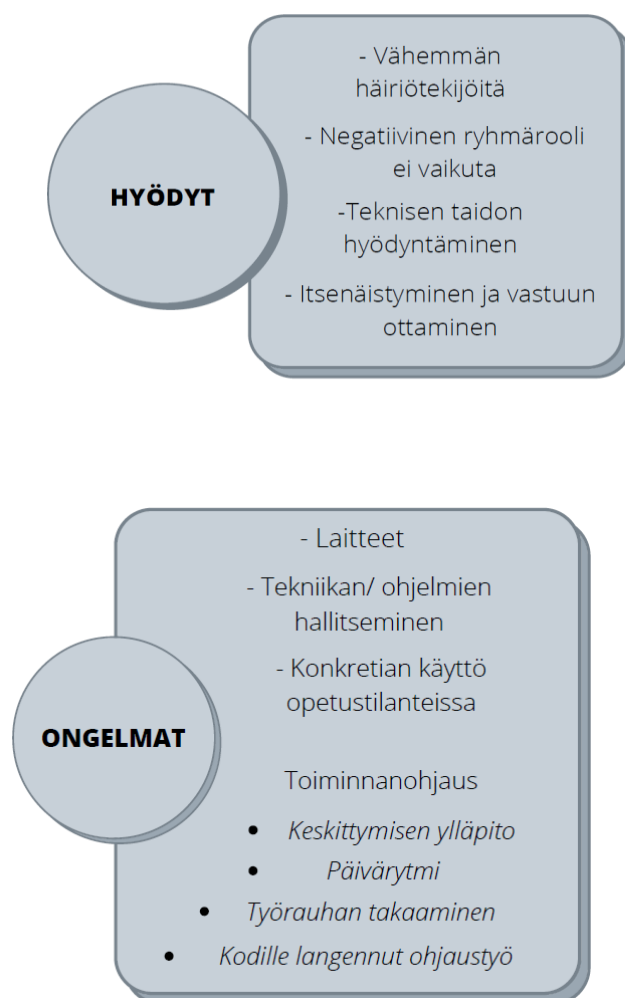 HYÖDYT
- Vähemmän
häiriötekijöitä
- Negatiivinen ryhmärooli
ei vaikuta
-Teknisen taidon
hyödyntäminen
- Itsenäistyminen ja vastuun
ottaminen
ONGELMAT
- Laitteet
- Tekniikan/ ohjelmien
hallitseminen
- Konkretian käyttö
opetustilanteissa
Toiminnanohjaus
• Keskittymisen ylläpito
• Päivärytmi
• Työrauhan takaaminen
• Kodille langennut ohjaustyö